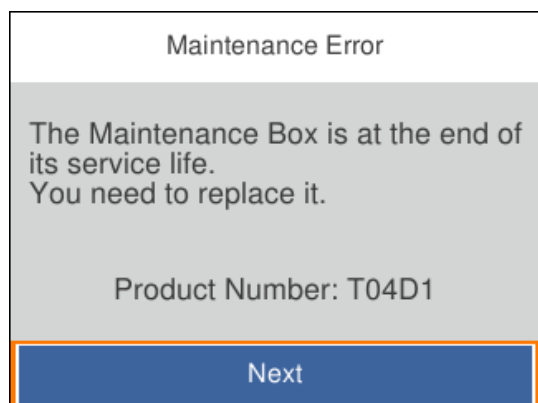 Maintenance Error
The Maintenance Box is at the end of
its service life.
You need to replace it.
Product Number: T04D1
Next